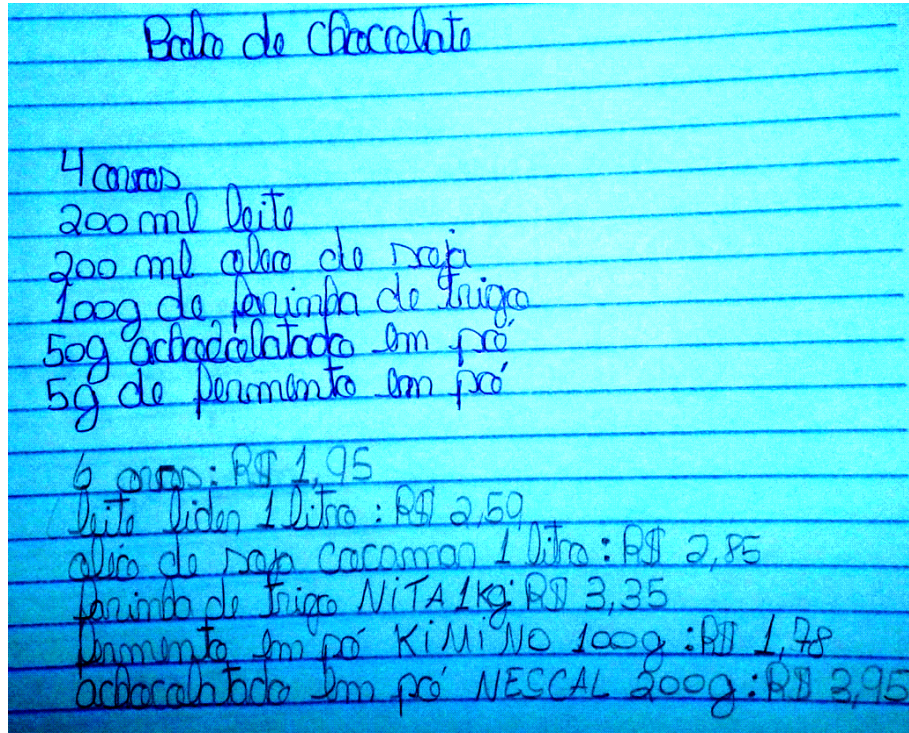 Bolo de chocolate
4 ovos
200 ml leite
200 ml oleo de soja
100g de farinha de trigo
50g achocolatado em pó
5g de fermento em pó
6 ovos: R$ 1,95
leite lider 1 litro: R$ 2,50
oleo de soja cocamar 1 litro: R$ 2,85
farinha de trigo NiTA 1kg: R$ 3,35
fermento em pó KiMiNO 100g: R$ 1,78
achocolatado em pó NESCAL 200g: R$ 3,95